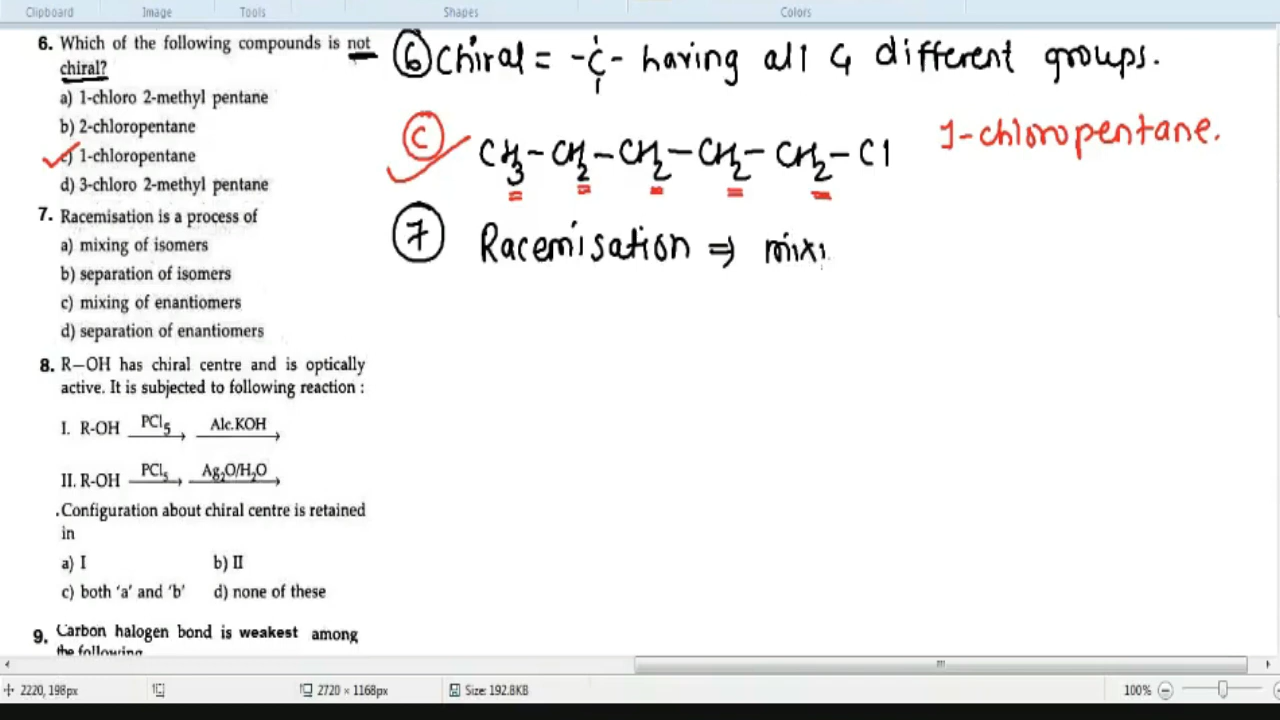 Clipboard Image Tools Shapes Colors
6. Which of the following compounds is not
chiral?
a) 1-chloro 2-methyl pentane
b) 2-chloropentane
c) 1-chloropentane
d) 3-chloro 2-methyl pentane
7. Racemisation is a process of
a) mixing of isomers
b) separation of isomers
c) mixing of enantiomers
d) separation of enantiomers
8. R–OH has chiral centre and is optically
active. It is subjected to following reaction :
I. R-OH PCl5 Alc.KOH
II. R-OH PCl5 Ag2O/H2O
.Configuration about chiral centre is retained
in
a) I b) II
c) both 'a' and 'b' d) none of these
9. Carbon halogen bond is weakest among
the following
6 Chiral = -C- having all 4 different groups.
C CH3-CH2-CH2-CH2-CH2-Cl 1-chloropentane.
7 Racemisation ⇒ mixi
2220, 198px 2720 × 1168px Size: 192.8KB 100%